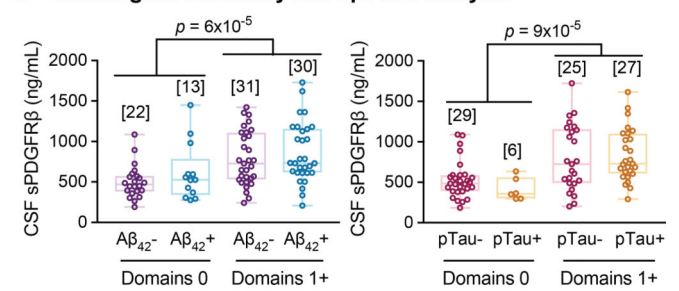 p = 6x10-5
[30]
[31]
[13]
[22]
CSF sPDGFRβ (ng/mL)
2000
1500
1000
500
0
Aβ42- Aβ42+ Aβ42- Aβ42+
Domains 0 Domains 1+
p = 9x10-5
[25] [27]
[29]
[6]
CSF sPDGFRβ (ng/mL)
2000
1500
1000
500
0
pTau- pTau+ pTau- pTau+
Domains 0 Domains 1+